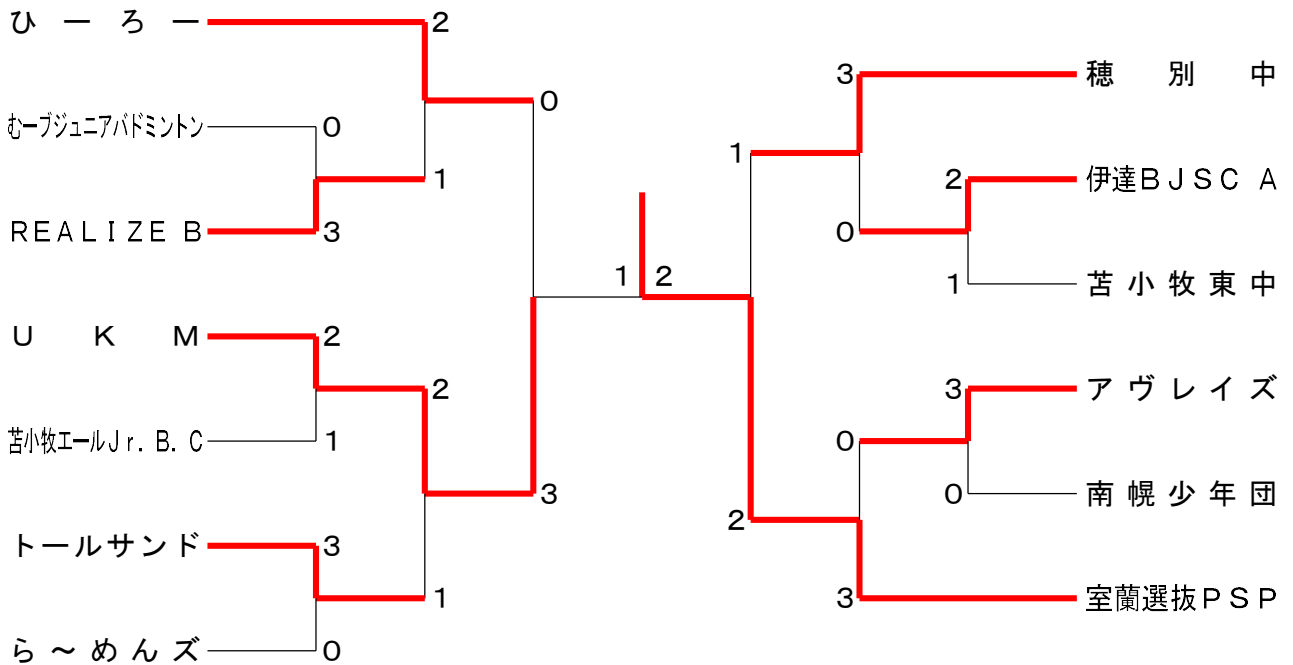 ひーろー
2
0
むーブジュニアバドミントン
0
1
REALIZE B
3
UKM
2
2
苫小牧エールJr.B.C
1
3
トールサンド
3
1
ら～めんズ
0
1 2
3
穂別中
1
2
伊達BJSC A
0
1
苫小牧東中
3
アヴレイズ
0
0
南幌少年団
2
3
室蘭選抜PSP